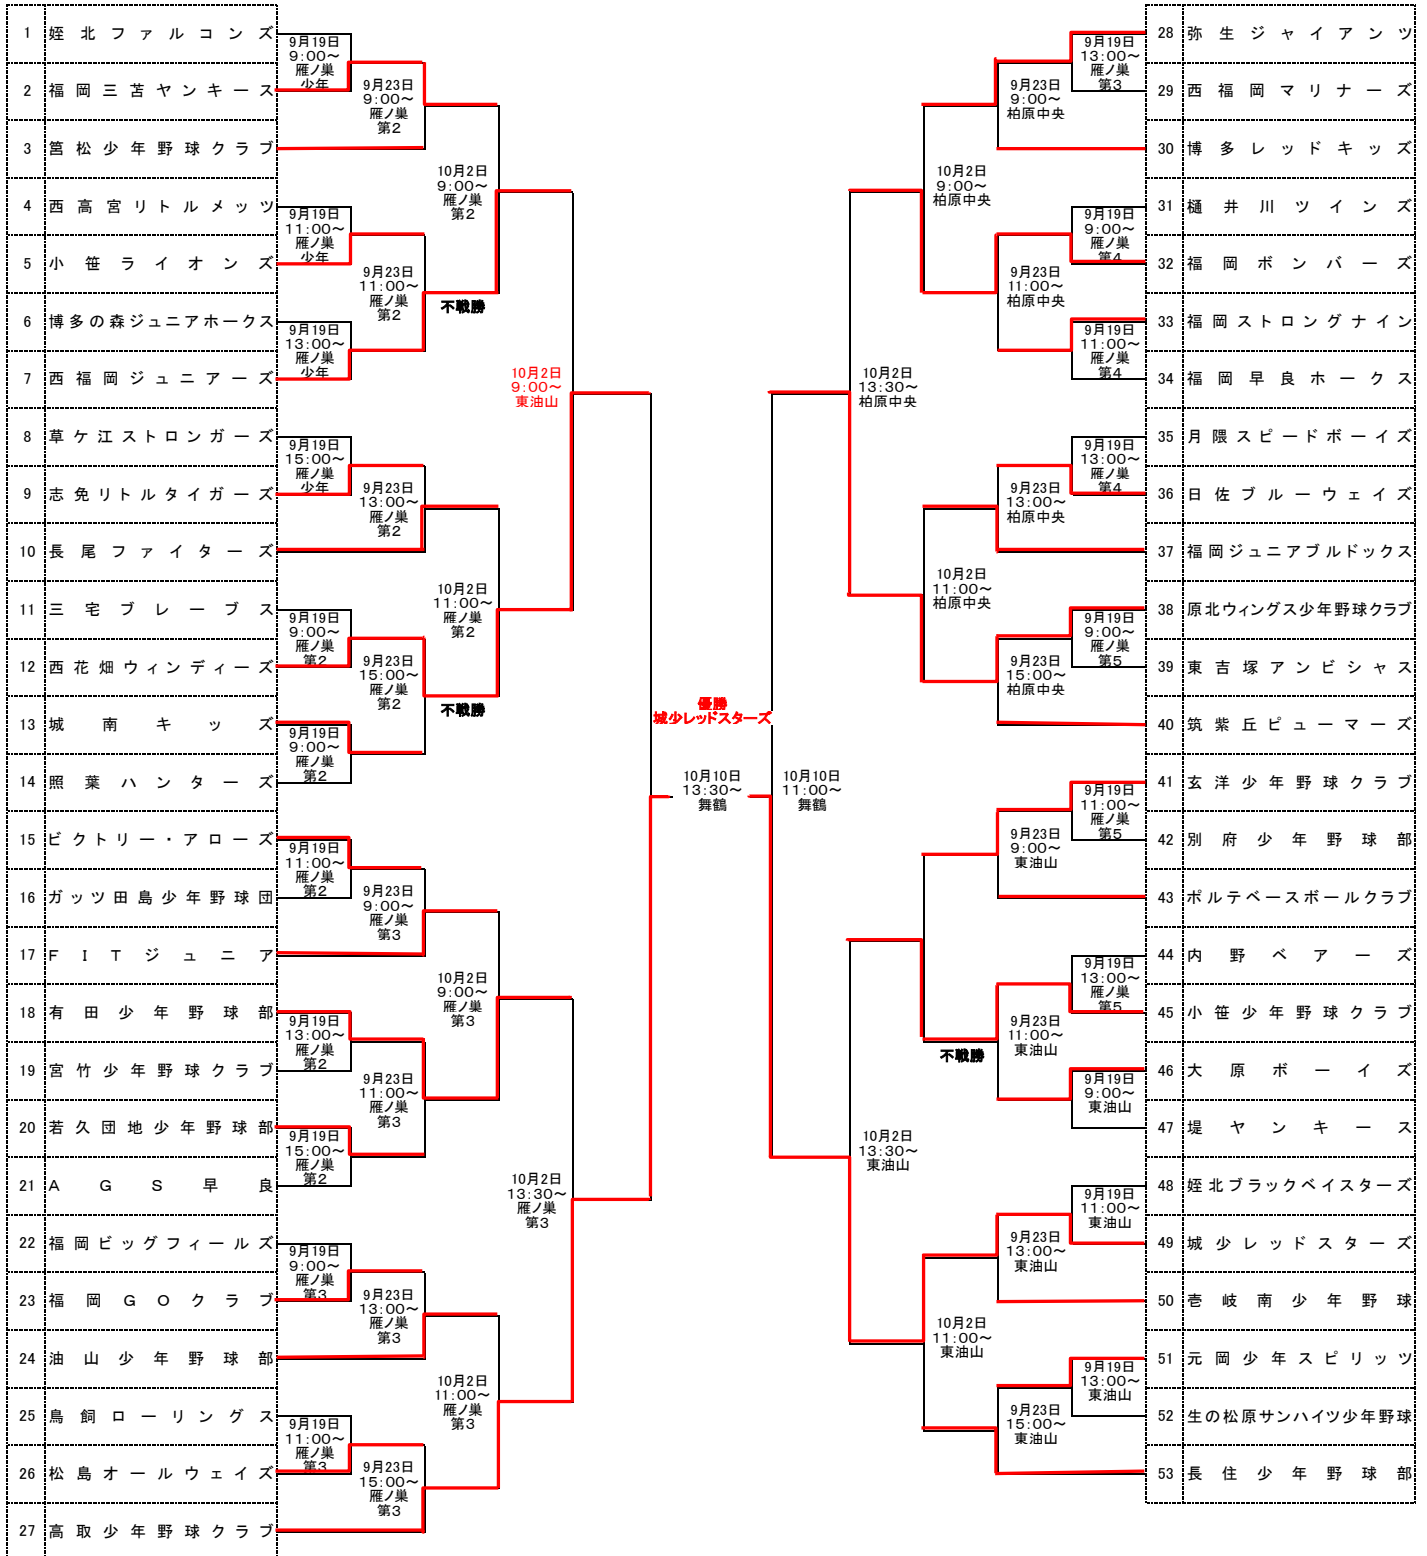 1 姪北ファルコンズ
2 福岡三苫ヤンキース
3 筥松少年野球クラブ
4 西高宮リトルメッツ
5 小笹ライオンズ
6 博多の森ジュニアホークス
7 西福岡ジュニアーズ
8 草ケ江ストロンガーズ
9 志免リトルタイガーズ
10 長尾ファイターズ
11 三宅ブレーブス
12 西花畑ウィンディーズ
13 城南キッズ
14 照葉ハンターズ
15 ビクトリー・アローズ
16 ガッツ田島少年野球団
17 FITジュニア
18 有田少年野球部
19 宮竹少年野球クラブ
20 若久団地少年野球部
21 AGS早良
22 福岡ビッグフィールズ
23 福岡GOクラブ
24 油山少年野球部
25 鳥飼ローリングス
26 松島オールウェイズ
27 高取少年野球クラブ
9月19日
9:00～
雁ノ巣
少年
9月19日
11:00～
雁ノ巣
少年
9月19日
13:00～
雁ノ巣
少年
9月19日
15:00～
雁ノ巣
少年
9月19日
9:00～
雁ノ巣
第2
9月19日
9:00～
雁ノ巣
第2
9月19日
11:00～
雁ノ巣
第2
9月19日
13:00～
雁ノ巣
第2
9月19日
15:00～
雁ノ巣
第2
9月19日
9:00～
雁ノ巣
第3
9月19日
11:00～
雁ノ巣
第3
9月23日
9:00～
雁ノ巣
第2
9月23日
11:00～
雁ノ巣
第2
9月23日
13:00～
雁ノ巣
第2
9月23日
15:00～
雁ノ巣
第2
9月23日
9:00～
雁ノ巣
第3
9月23日
11:00～
雁ノ巣
第3
9月23日
13:00～
雁ノ巣
第3
9月23日
15:00～
雁ノ巣
第3
10月2日
9:00～
雁ノ巣
第2
不戦勝
10月2日
11:00～
雁ノ巣
第2
不戦勝
10月2日
9:00～
雁ノ巣
第3
10月2日
11:00～
雁ノ巣
第3
10月2日
9:00～
東油山
10月2日
13:30～
雁ノ巣
第3
優勝
城少レッドスターズ
10月10日
13:30～
舞鶴
10月10日
11:00～
舞鶴
10月2日
13:30～
柏原中央
10月2日
13:30～
東油山
10月2日
9:00～
柏原中央
10月2日
11:00～
柏原中央
不戦勝
10月2日
11:00～
東油山
9月23日
9:00～
柏原中央
9月23日
11:00～
柏原中央
9月23日
13:00～
柏原中央
9月23日
15:00～
柏原中央
9月23日
9:00～
東油山
9月23日
11:00～
東油山
9月23日
13:00～
東油山
9月23日
15:00～
東油山
9月19日
13:00～
雁ノ巣
第3
9月19日
9:00～
雁ノ巣
第4
9月19日
11:00～
雁ノ巣
第4
9月19日
13:00～
雁ノ巣
第4
9月19日
9:00～
雁ノ巣
第5
9月19日
11:00～
雁ノ巣
第5
9月19日
13:00～
雁ノ巣
第5
9月19日
9:00～
東油山
9月19日
11:00～
東油山
9月19日
13:00～
東油山
28 弥生ジャイアンツ
29 西福岡マリナーズ
30 博多レッドキッズ
31 樋井川ツインズ
32 福岡ボンバーズ
33 福岡ストロングナイン
34 福岡早良ホークス
35 月隈スピードボーイズ
36 日佐ブルーウェイズ
37 福岡ジュニアブルドックス
38 原北ウィングス少年野球クラブ
39 東吉塚アンビシャス
40 筑紫丘ピューマーズ
41 玄洋少年野球クラブ
42 別府少年野球部
43 ポルテベースボールクラブ
44 内野ベアーズ
45 小笹少年野球クラブ
46 大原ボーイズ
47 堤ヤンキース
48 姪北ブラックベイスターズ
49 城少レッドスターズ
50 壱岐南少年野球
51 元岡少年スピリッツ
52 生の松原サンハイツ少年野球
53 長住少年野球部